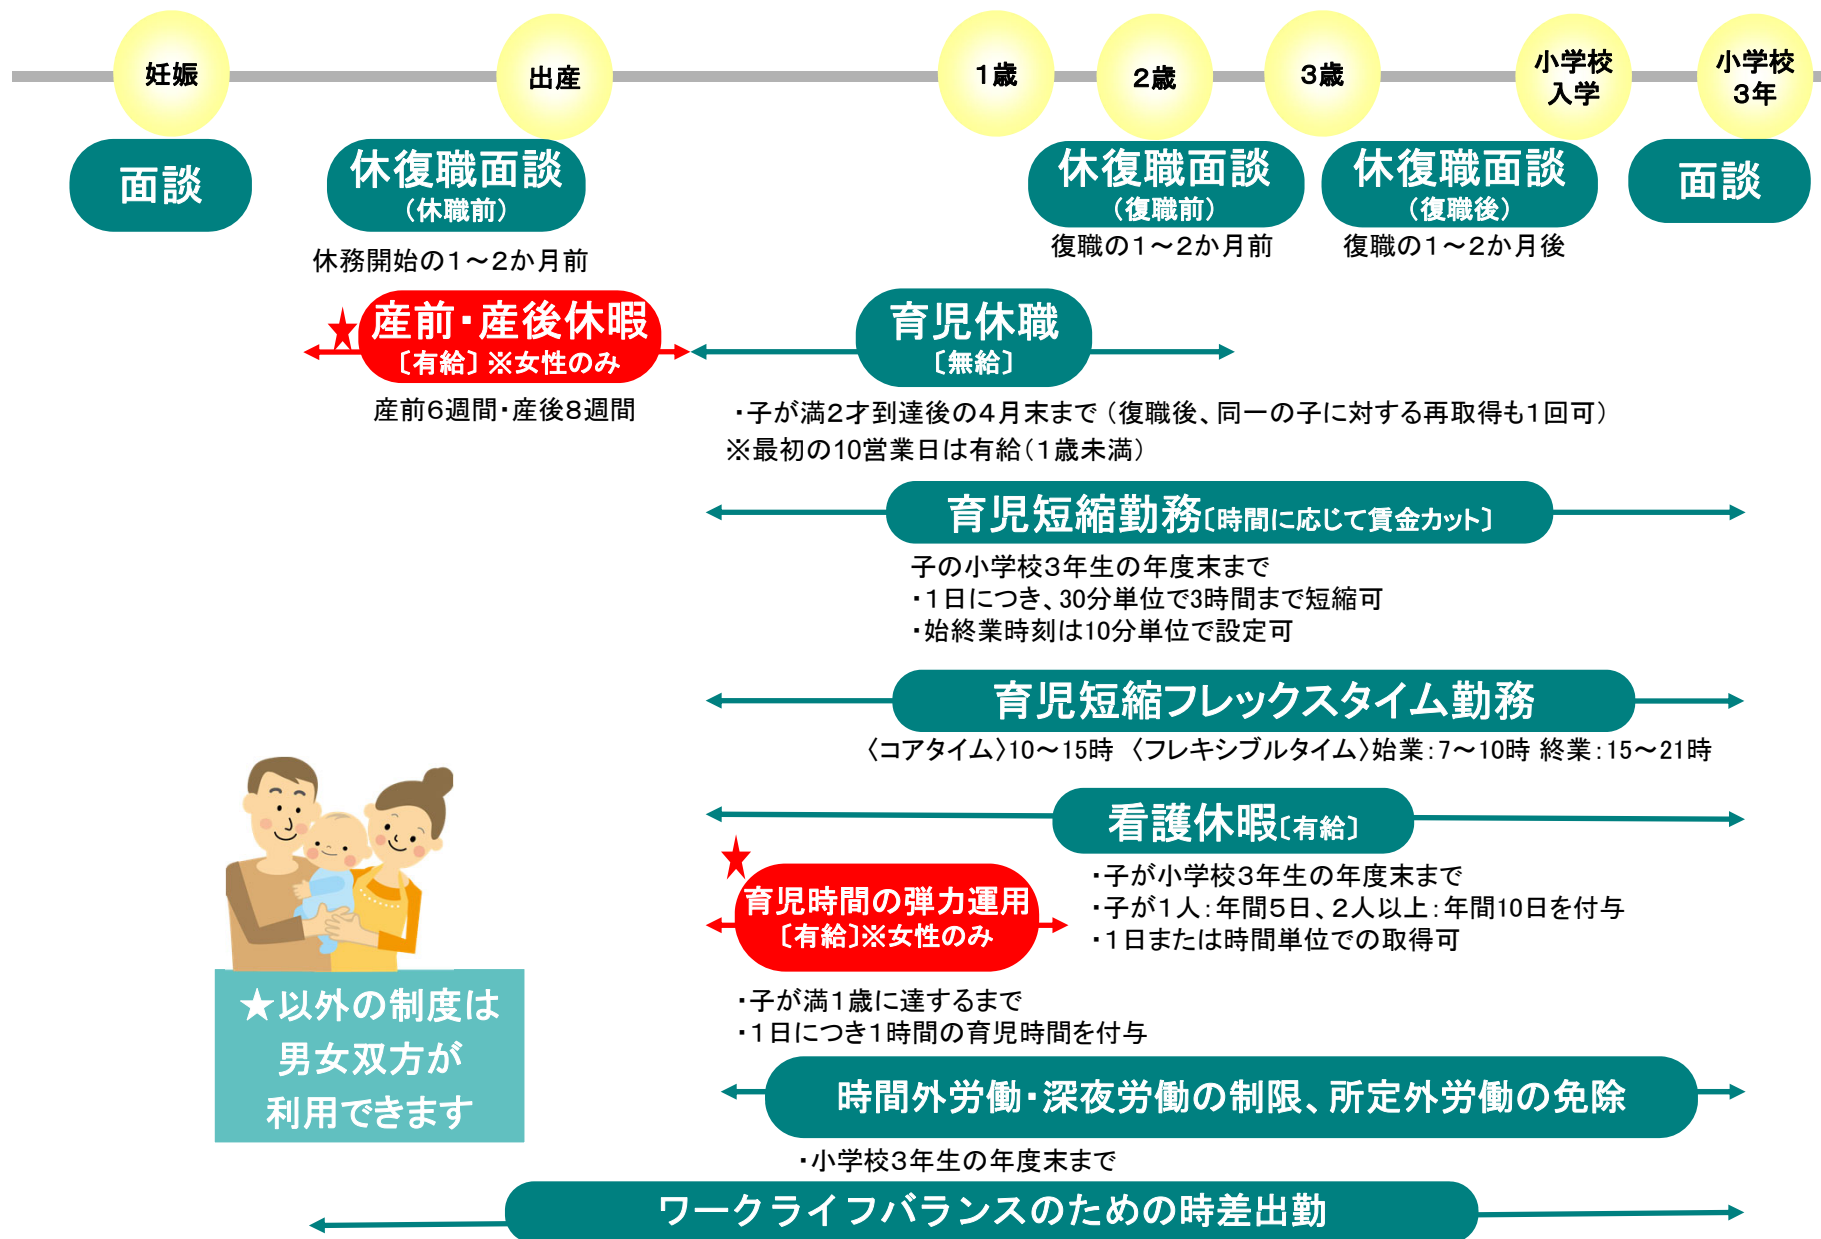 妊娠
出産
1歳
2歳
3歳
小学校
入学
小学校
3年
面談
休復職面談
（休職前）
休復職面談
（復職前）
休復職面談
（復職後）
面談
休務開始の１～２か月前
復職の１～２か月前
復職の１～２か月後
★
産前・産後休暇
〔有給〕※女性のみ
産前６週間・産後８週間
育児休職
〔無給〕
・子が満２才到達後の４月末まで（復職後、同一の子に対する再取得も１回可）
※最初の10営業日は有給（１歳未満）
育児短縮勤務〔時間に応じて賃金カット〕
子の小学校３年生の年度末まで
・１日につき、30分単位で3時間まで短縮可
・始終業時刻は10分単位で設定可
育児短縮フレックスタイム勤務
〈コアタイム〉10～15時　〈フレキシブルタイム〉始業：7～10時 終業：15～21時
看護休暇〔有給〕
・子が小学校３年生の年度末まで
・子が１人：年間５日、２人以上：年間10日を付与
・１日または時間単位での取得可
★
育児時間の弾力運用
〔有給〕※女性のみ
・子が満１歳に達するまで
・１日につき１時間の育児時間を付与
★以外の制度は
男女双方が
利用できます
時間外労働・深夜労働の制限、所定外労働の免除
・小学校３年生の年度末まで
ワークライフバランスのための時差出勤